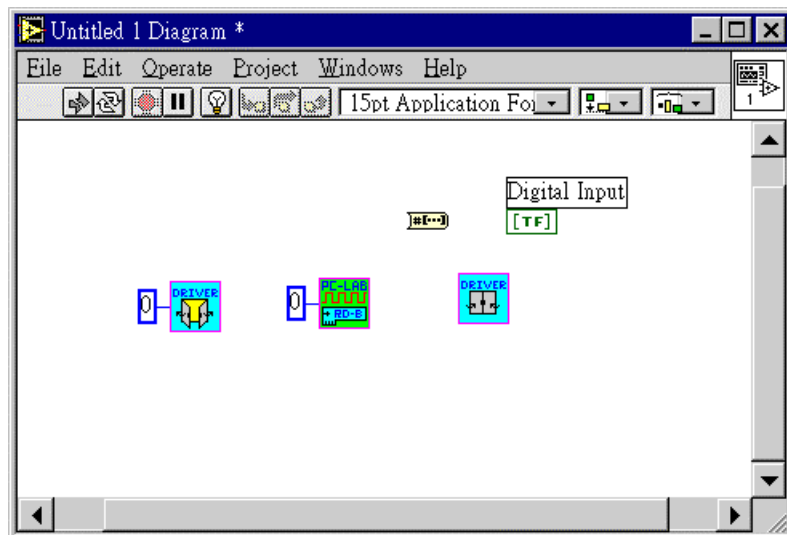 Untitled 1 Diagram *
File Edit Operate Project Windows Help
15pt Application Fo
1
Digital Input
#[...]
[TF]
0
DRIVER
0
PC-LAB
RD-B
DRIVER